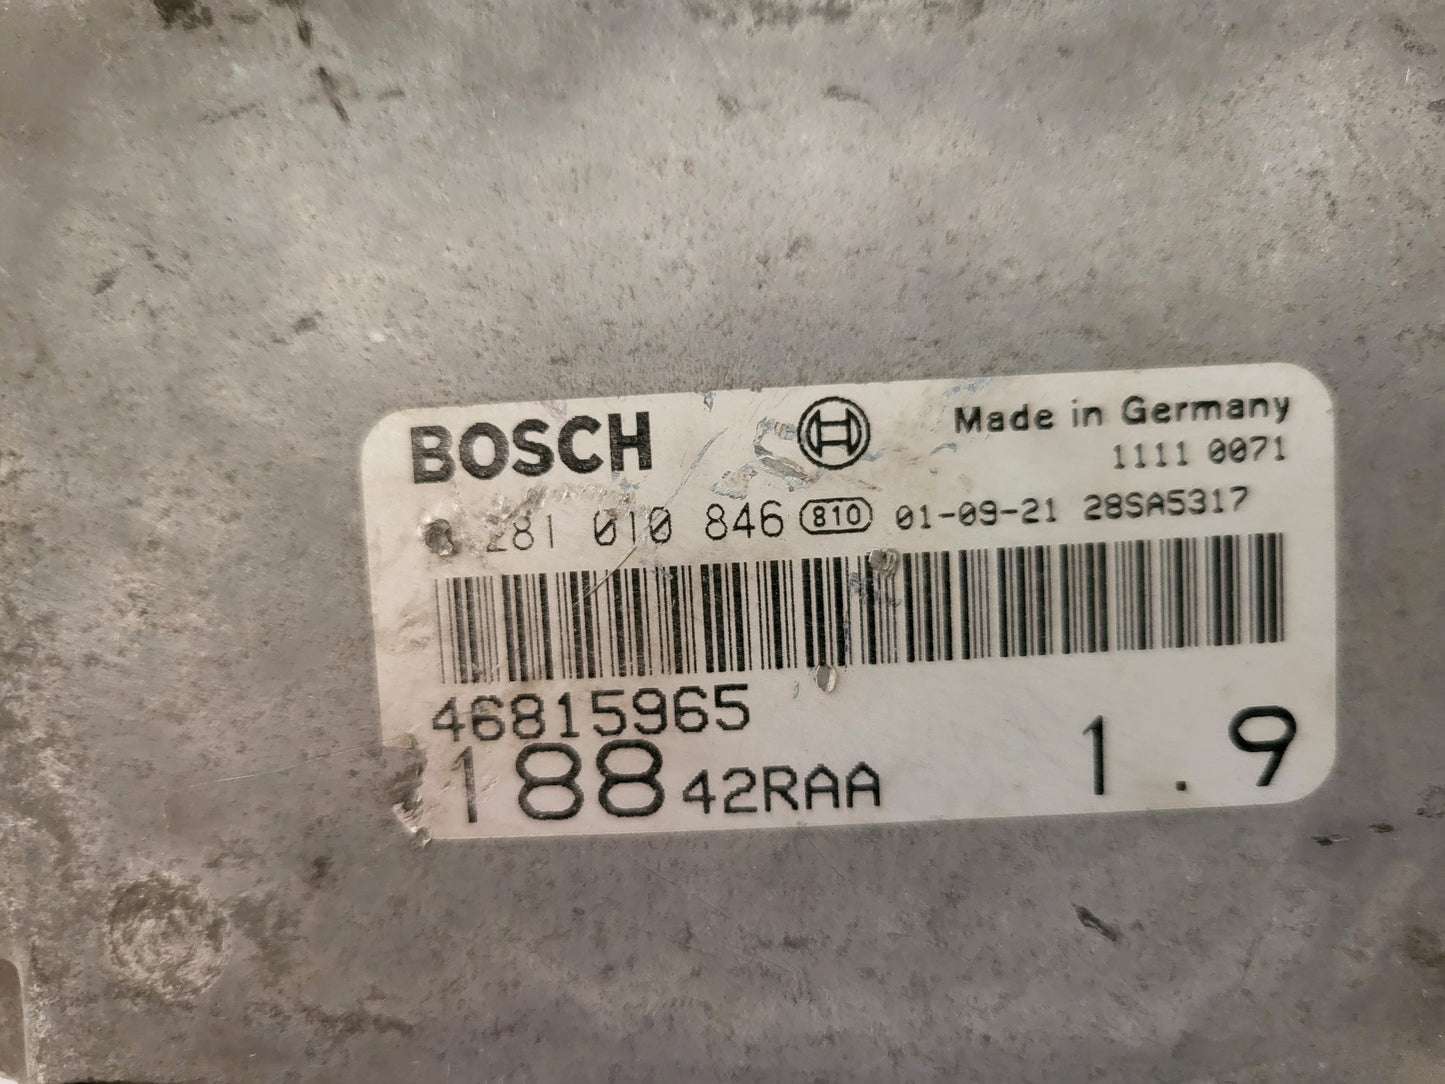 BOSCH
Made in Germany
1111 0071
281 010 846 810 01-09-21 28SA5317
46815965
188 42RAA 1.9